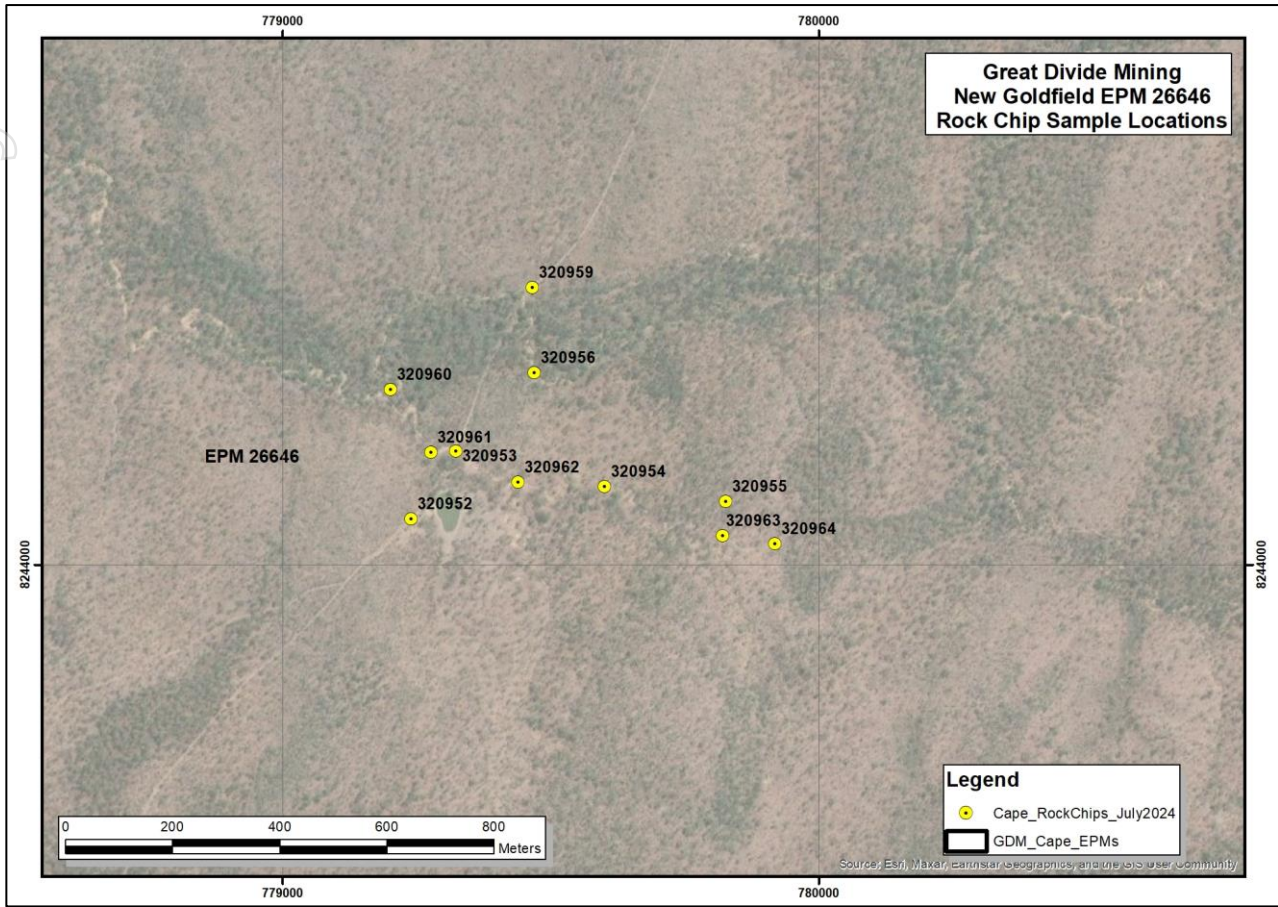 779000
780000
Great Divide Mining
New Goldfield EPM 26646
Rock Chip Sample Locations
320959
320956
320960
320961
320953
EPM 26646
320962
320954
320955
320952
320963
320964
8244000
8244000
Legend
Cape_RockChips_July2024
GDM_Cape_EPMs
0 200 400 600 800
Meters
Source: Esri, Maxar, Earthstar Geographics, and the GIS User Community
779000
780000